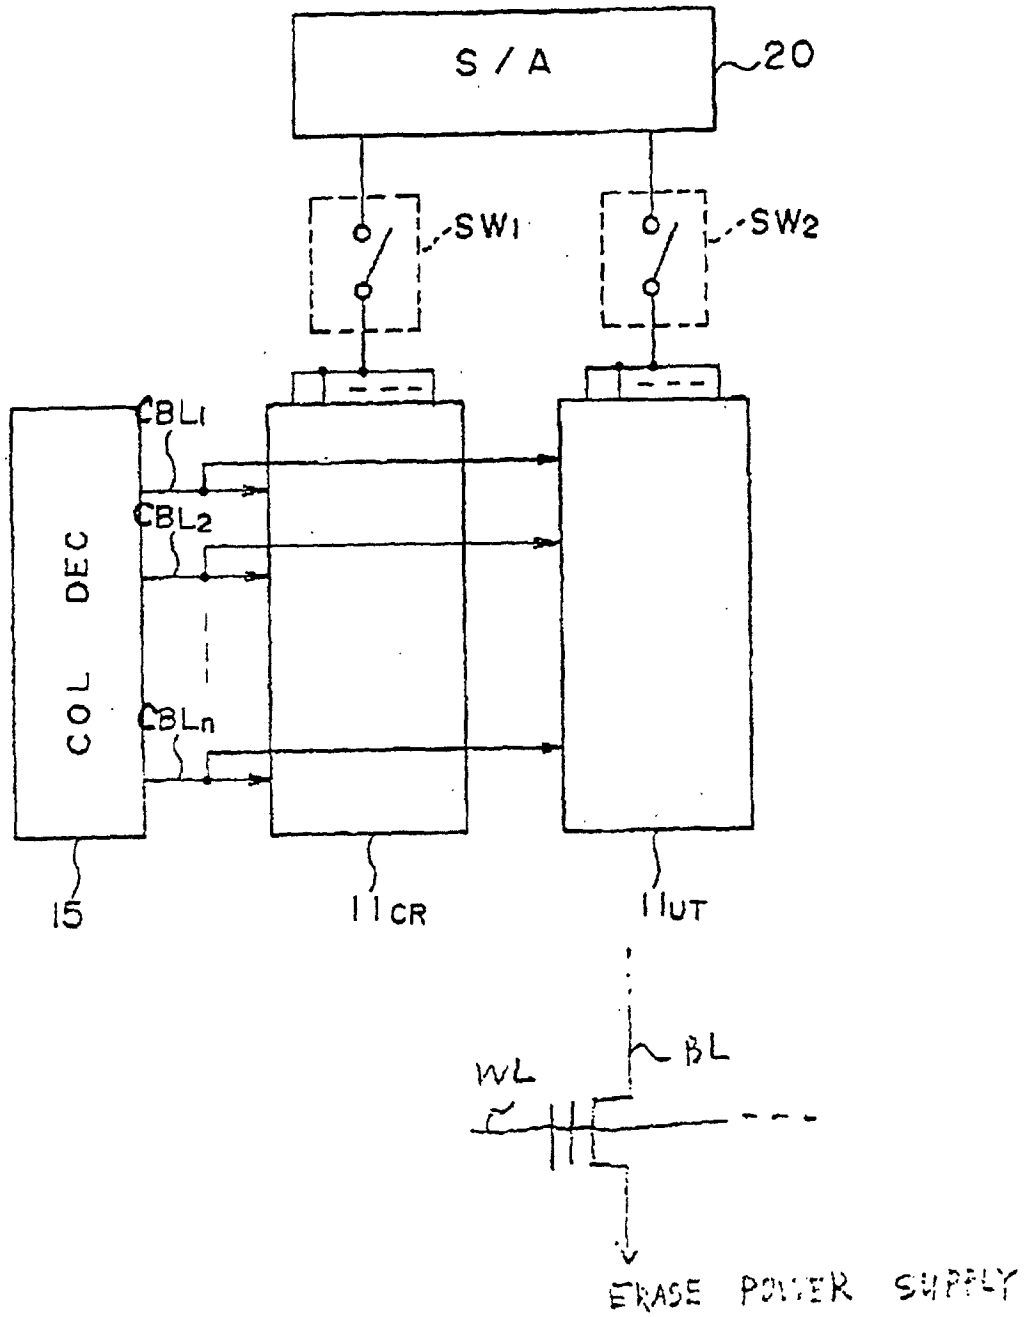 S/A
20
SW1
SW2
CBL1
CBL2
COL DEC
CBLn
15
11CR
11UT
BL
WL
ERASE POWER SUPPLY